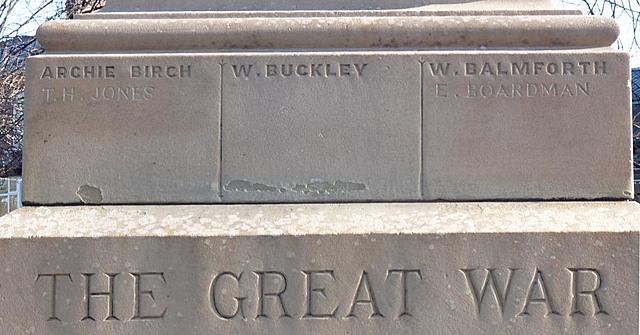 ARCHIE BIRCH
T.H. JONES
W. BUCKLEY
W. BALMFORTH
E. BOARDMAN
THE GREAT WAR